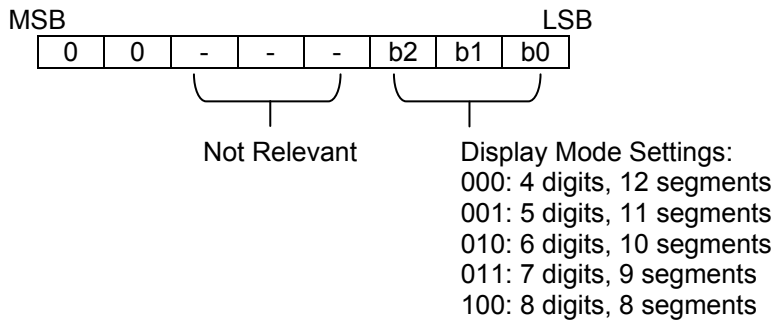 MSB LSB
0 0 - - - b2 b1 b0
Not Relevant Display Mode Settings:
000: 4 digits, 12 segments
001: 5 digits, 11 segments
010: 6 digits, 10 segments
011: 7 digits, 9 segments
100: 8 digits, 8 segments